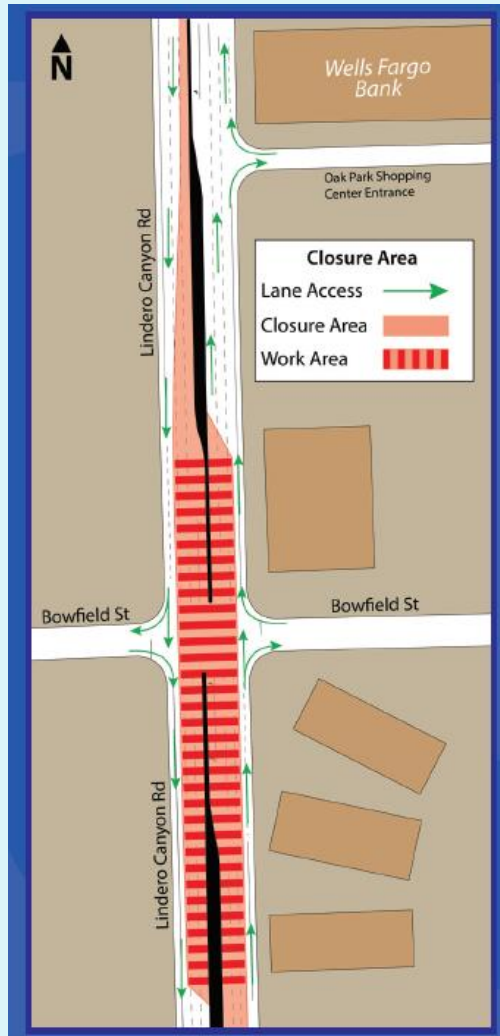 N
Wells Fargo
Bank
Oak Park Shopping
Center Entrance
Lindero Canyon Rd
Closure Area
Lane Access
Closure Area
Work Area
Bowfield St
Bowfield St
Lindero Canyon Rd